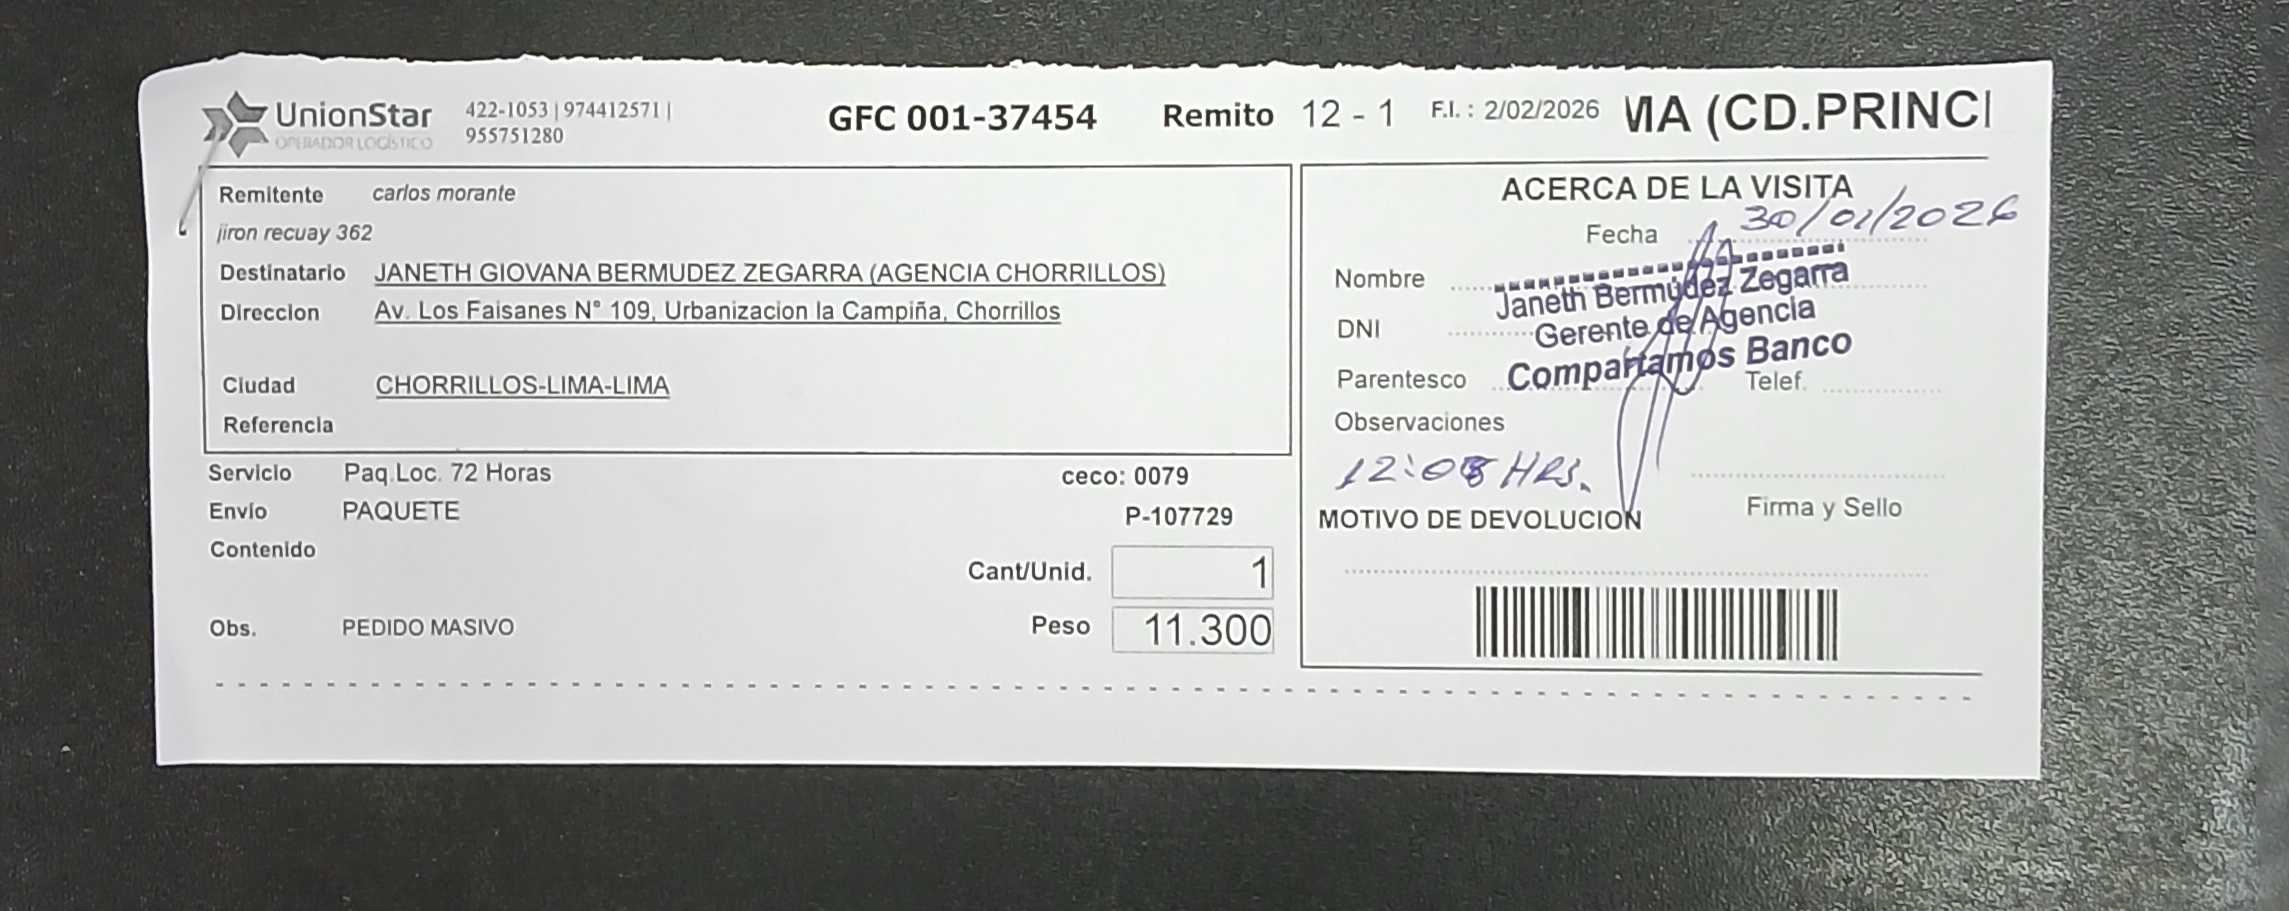 UnionStar
OPERADOR LOGÍSTICO
422-1053 | 974412571 |
955751280
GFC 001-37454
Remito 12 - 1
F.I. : 2/02/2026
MA (CD.PRINCI
Remitente carlos morante
jiron recuay 362
Destinatario JANETH GIOVANA BERMUDEZ ZEGARRA (AGENCIA CHORRILLOS)
Direccion Av. Los Faisanes N° 109, Urbanizacion la Campiña, Chorrillos
Ciudad CHORRILLOS-LIMA-LIMA
Referencia
Servicio Paq.Loc. 72 Horas
ceco: 0079
Envío PAQUETE
P-107729
Contenido
Cant/Unid. 1
Obs. PEDIDO MASIVO
Peso 11.300
ACERCA DE LA VISITA
Fecha 30/01/2026
Nombre
Janeth Bermúdez Zegarra
DNI
Gerente de Agencia
Parentesco
Compartamos Banco
Telef.
Observaciones
12:08 HRS.
Firma y Sello
MOTIVO DE DEVOLUCION